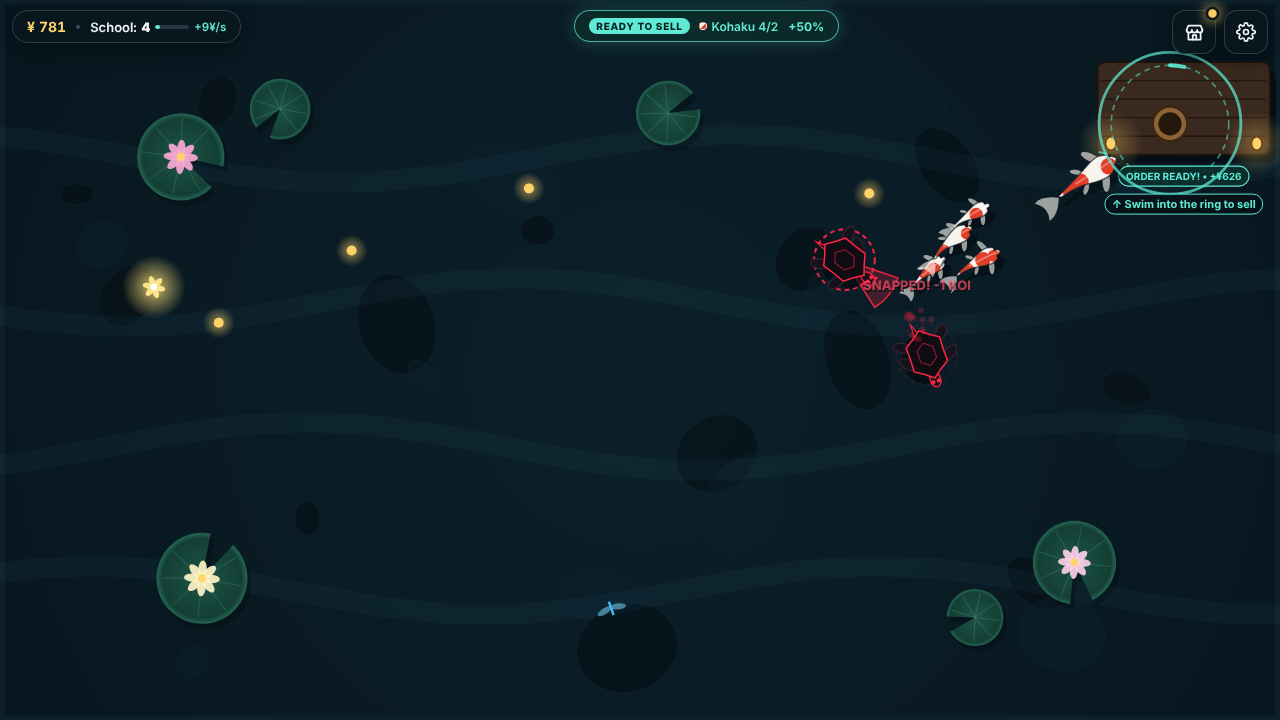 ¥ 781 • School: 4 +9¥/s
READY TO SELL Kohaku 4/2 +50%
ORDER READY! • +¥626
↑ Swim into the ring to sell
SNAPPED! -1 KOI